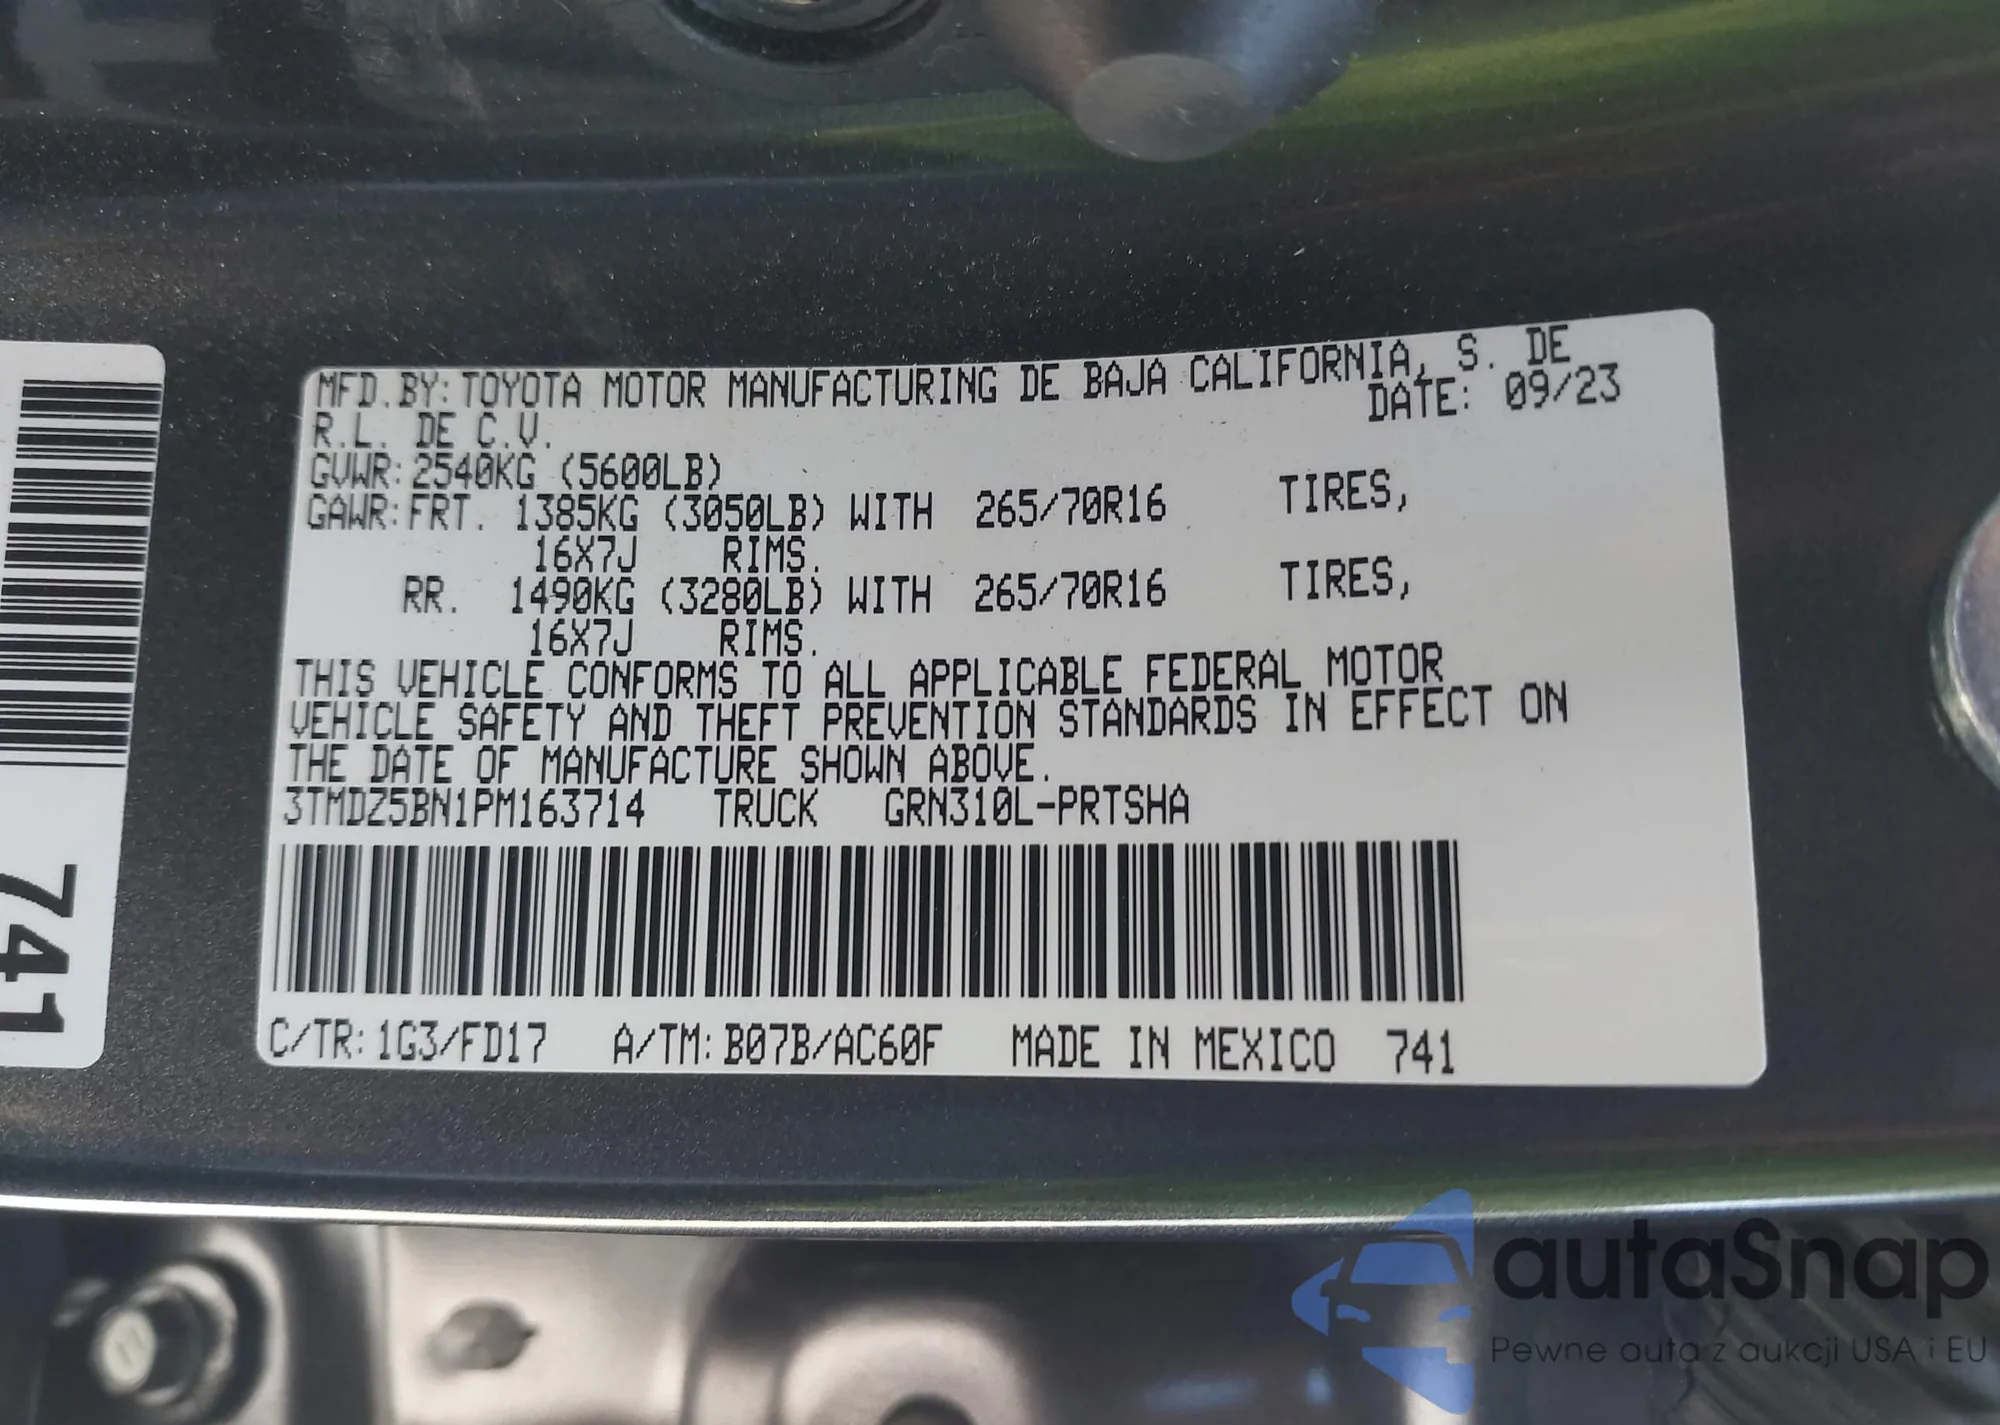 MFD.BY:TOYOTA MOTOR MANUFACTURING DE BAJA CALIFORNIA, S. DE
R.L. DE C.V. DATE: 09/23
GVWR:2540KG (5600LB)
GAWR:FRT. 1385KG (3050LB) WITH 265/70R16 TIRES,
16X7J RIMS.
RR. 1490KG (3280LB) WITH 265/70R16 TIRES,
16X7J RIMS.
THIS VEHICLE CONFORMS TO ALL APPLICABLE FEDERAL MOTOR
VEHICLE SAFETY AND THEFT PREVENTION STANDARDS IN EFFECT ON
THE DATE OF MANUFACTURE SHOWN ABOVE.
3TMDZ5BN1PM163714 TRUCK GRN310L-PRTSHA
C/TR:1G3/FD17 A/TM:B07B/AC60F MADE IN MEXICO 741
741
autaSnap
Pewne auta z aukcji USA i EU